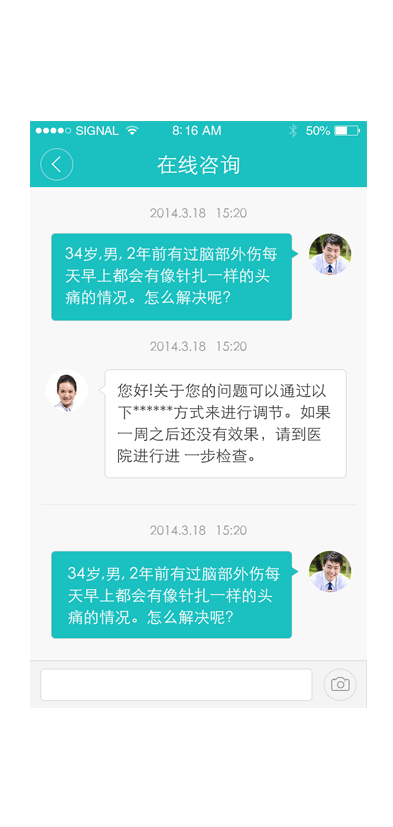 SIGNAL 8:16 AM 50%
在线咨询
2014.3.18 15:20
34岁,男, 2年前有过脑部外伤每
天早上都会有像针扎一样的头
痛的情况。怎么解决呢?
2014.3.18 15:20
您好!关于您的问题可以通过以
下******方式来进行调节。如果
一周之后还没有效果，请到医
院进行进 一步检查。
2014.3.18 15:20
34岁,男, 2年前有过脑部外伤每
天早上都会有像针扎一样的头
痛的情况。怎么解决呢?